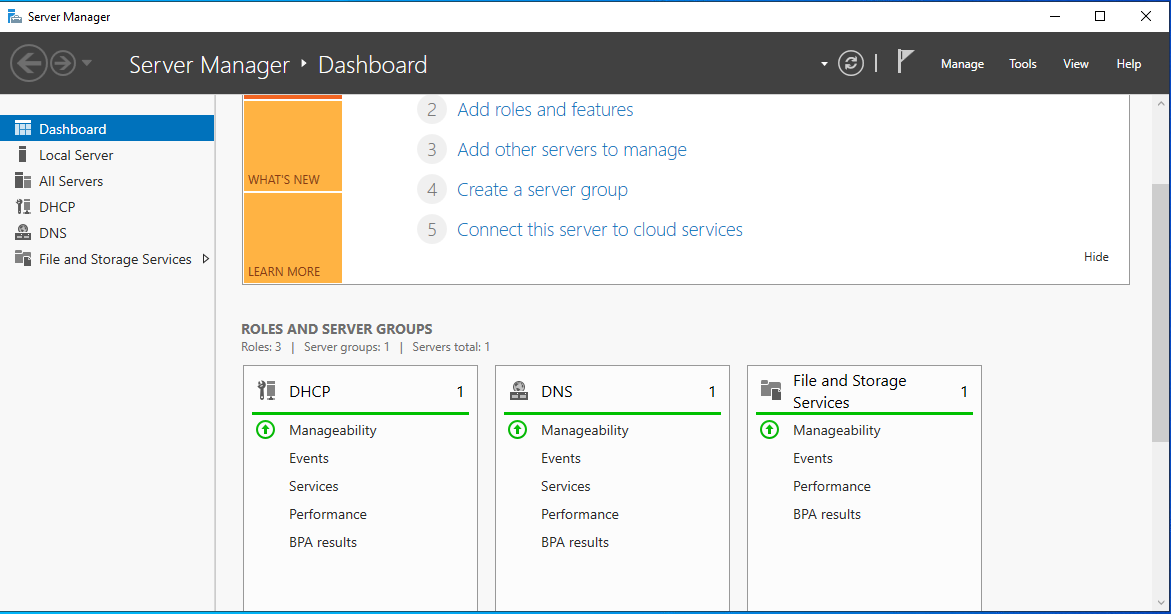 Server Manager
Server Manager ‣ Dashboard
Manage Tools View Help
Dashboard
Local Server
All Servers
DHCP
DNS
File and Storage Services
WHAT'S NEW
LEARN MORE
2 Add roles and features
3 Add other servers to manage
4 Create a server group
5 Connect this server to cloud services
Hide
ROLES AND SERVER GROUPS
Roles: 3 | Server groups: 1 | Servers total: 1
DHCP 1
Manageability
Events
Services
Performance
BPA results
DNS 1
Manageability
Events
Services
Performance
BPA results
File and Storage
Services 1
Manageability
Events
Performance
BPA results